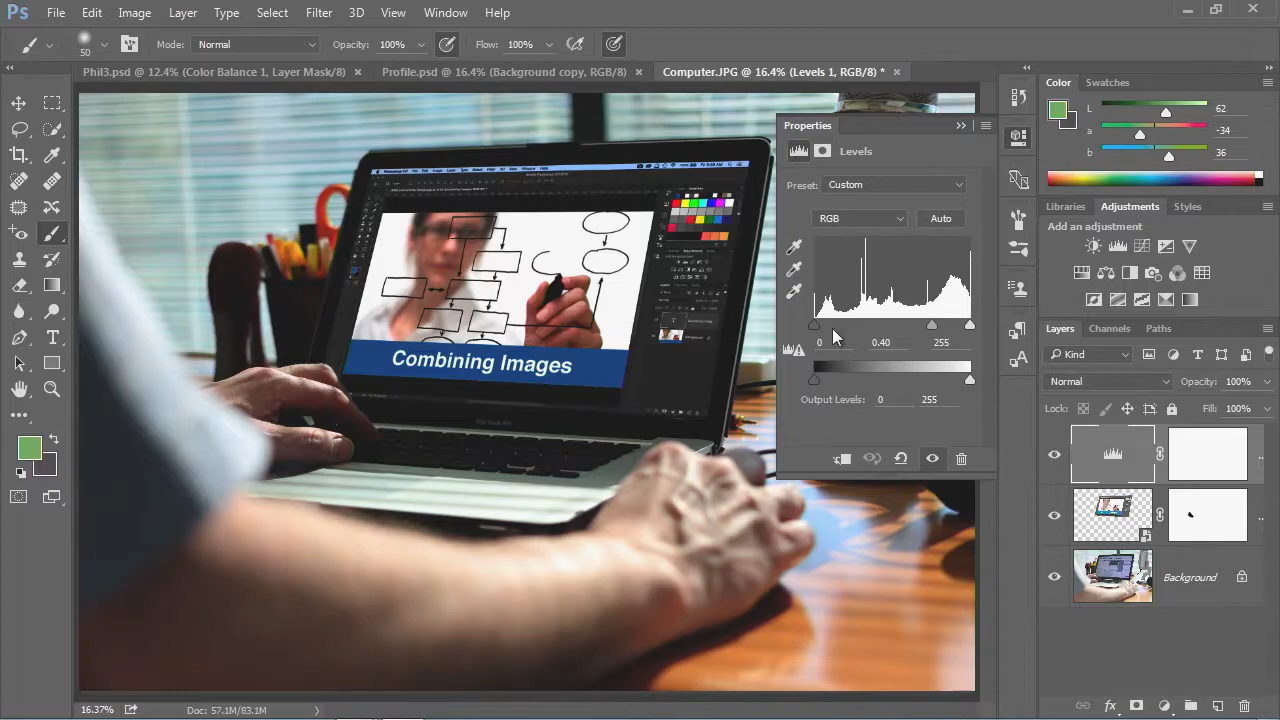 Ps File Edit Image Layer Type Select Filter 3D View Window Help
50 Mode: Normal Opacity: 100% Flow: 100%
Phil3.psd @ 12.4% (Color Balance 1, Layer Mask/8) × Profile.psd @ 16.4% (Background copy, RGB/8) × Computer.JPG @ 16.4% (Levels 1, RGB/8) * ×
Color Swatches
L 62
a -34
b 36
Properties
Levels
Preset: Custom
RGB Auto
0 0.40 255
Output Levels: 0 255
Libraries Adjustments Styles
Add an adjustment
Layers Channels Paths
Kind
Normal Opacity: 100%
Lock: Fill: 100%
Background
Combining Images
16.37% Doc: 57.1M/83.1M